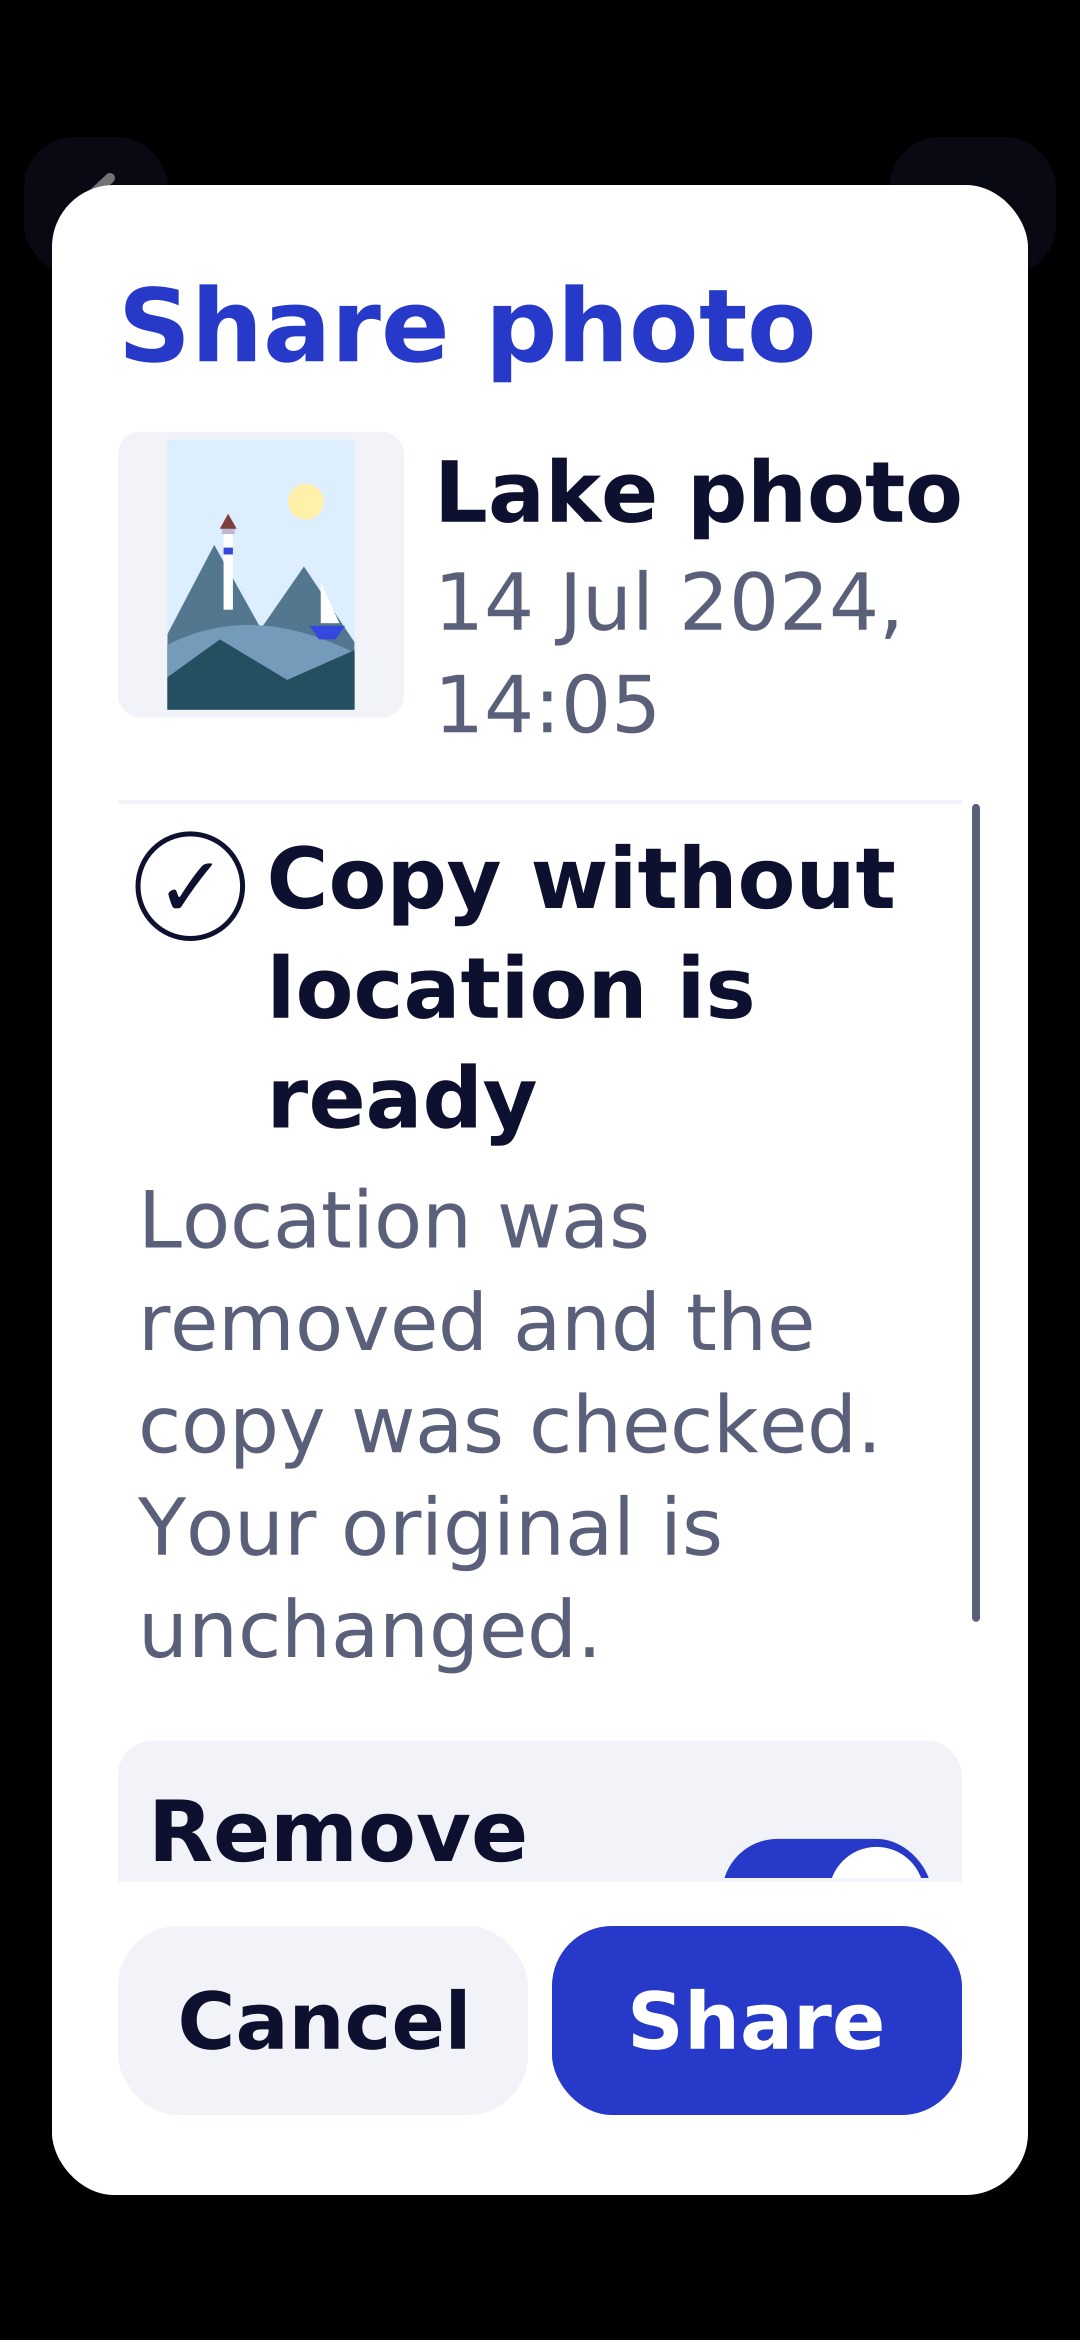 Share photo
Lake photo
14 Jul 2024,
14:05
Copy without
location is
ready
Location was
removed and the
copy was checked.
Your original is
unchanged.
Remove
Cancel
Share